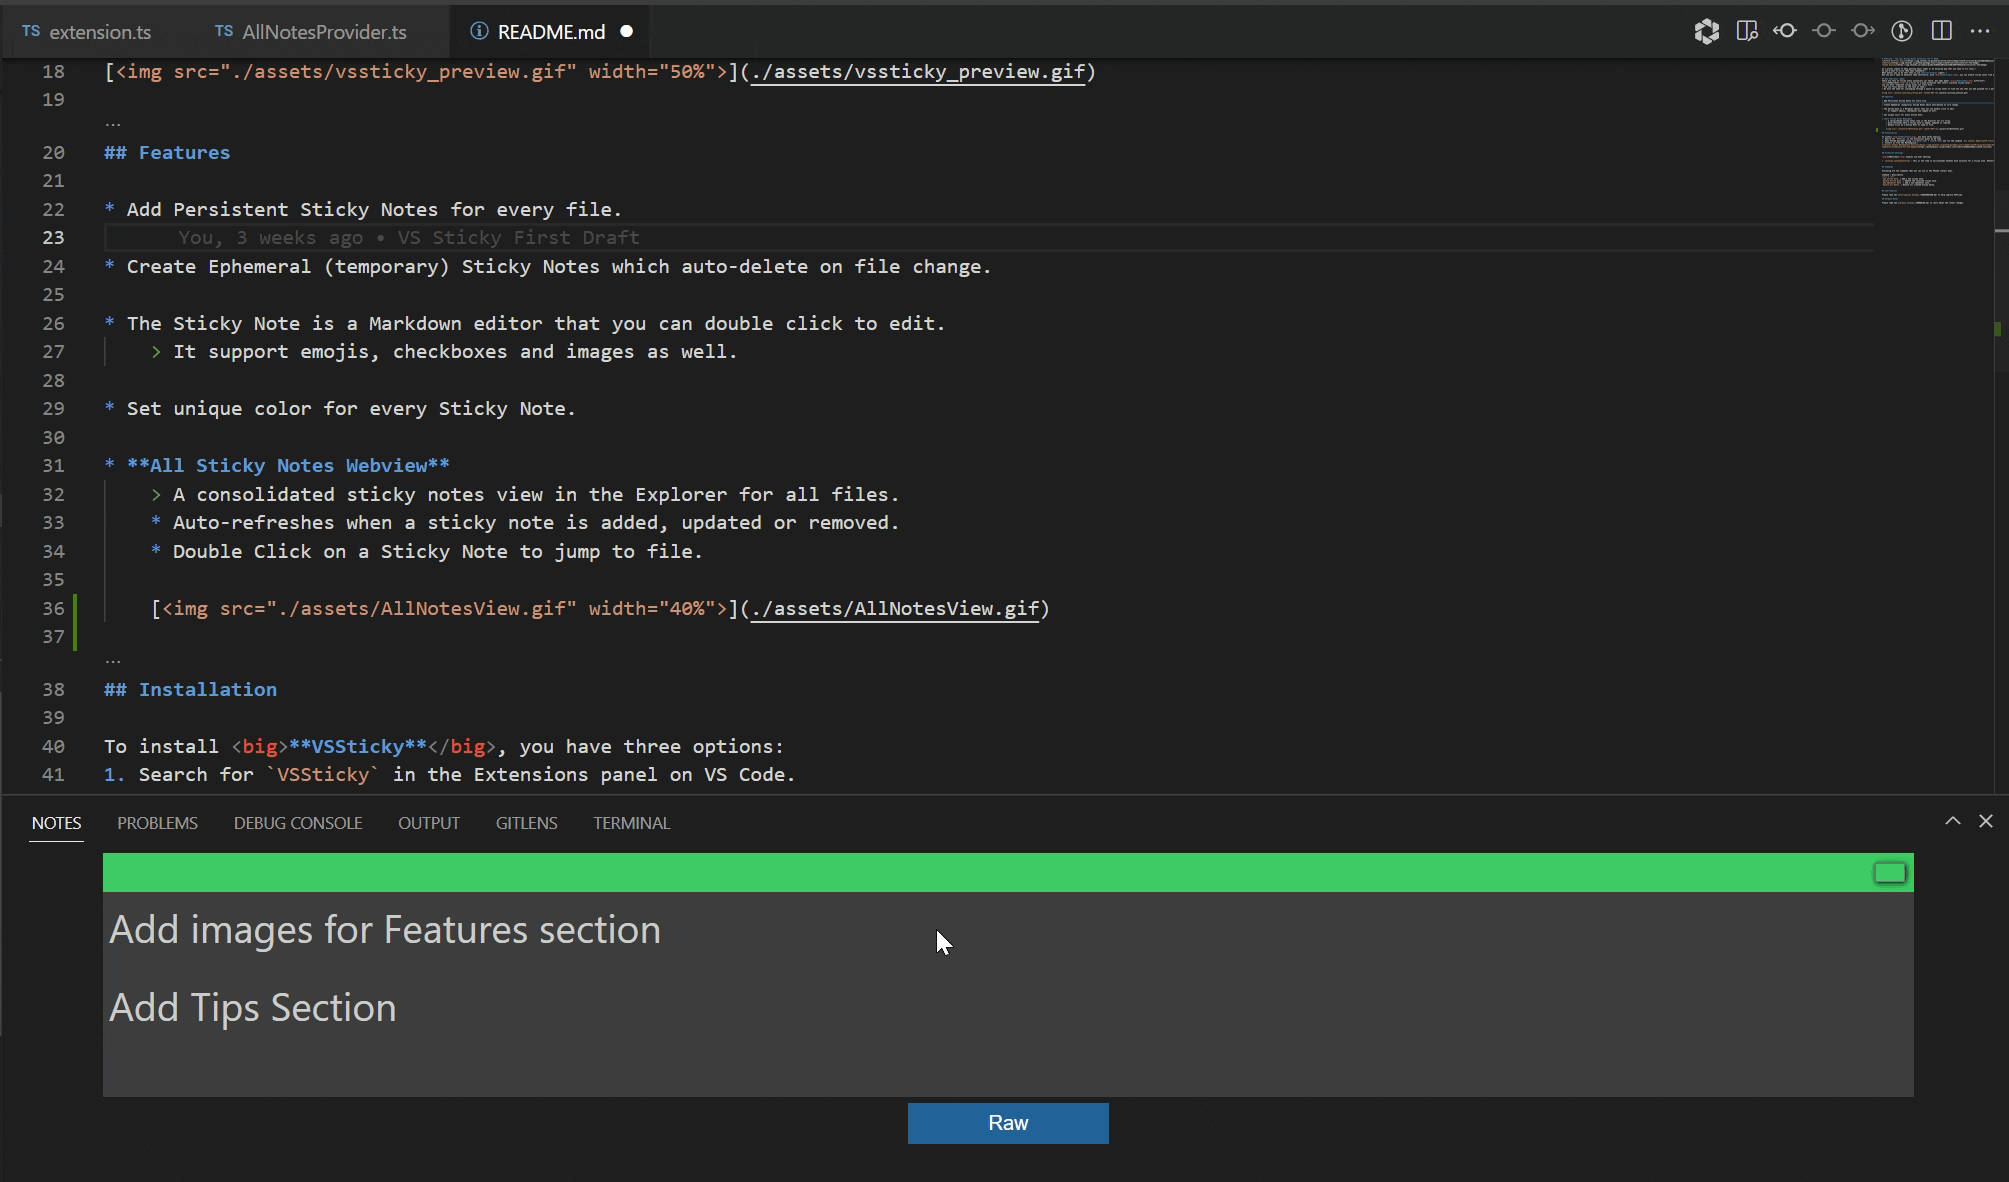 TS extension.ts TS AllNotesProvider.ts README.md
18 [<img src="./assets/vssticky_preview.gif" width="50%">](./assets/vssticky_preview.gif)
19
...
20 ## Features
21
22 * Add Persistent Sticky Notes for every file.
23 You, 3 weeks ago • VS Sticky First Draft
24 * Create Ephemeral (temporary) Sticky Notes which auto-delete on file change.
25
26 * The Sticky Note is a Markdown editor that you can double click to edit.
27 > It support emojis, checkboxes and images as well.
28
29 * Set unique color for every Sticky Note.
30
31 * **All Sticky Notes Webview**
32 > A consolidated sticky notes view in the Explorer for all files.
33 * Auto-refreshes when a sticky note is added, updated or removed.
34 * Double Click on a Sticky Note to jump to file.
35
36 [<img src="./assets/AllNotesView.gif" width="40%">](./assets/AllNotesView.gif)
37
...
38 ## Installation
39
40 To install <big>**VSSticky**</big>, you have three options:
41 1. Search for `VSSticky` in the Extensions panel on VS Code.
NOTES PROBLEMS DEBUG CONSOLE OUTPUT GITLENS TERMINAL
Add images for Features section
Add Tips Section
Raw